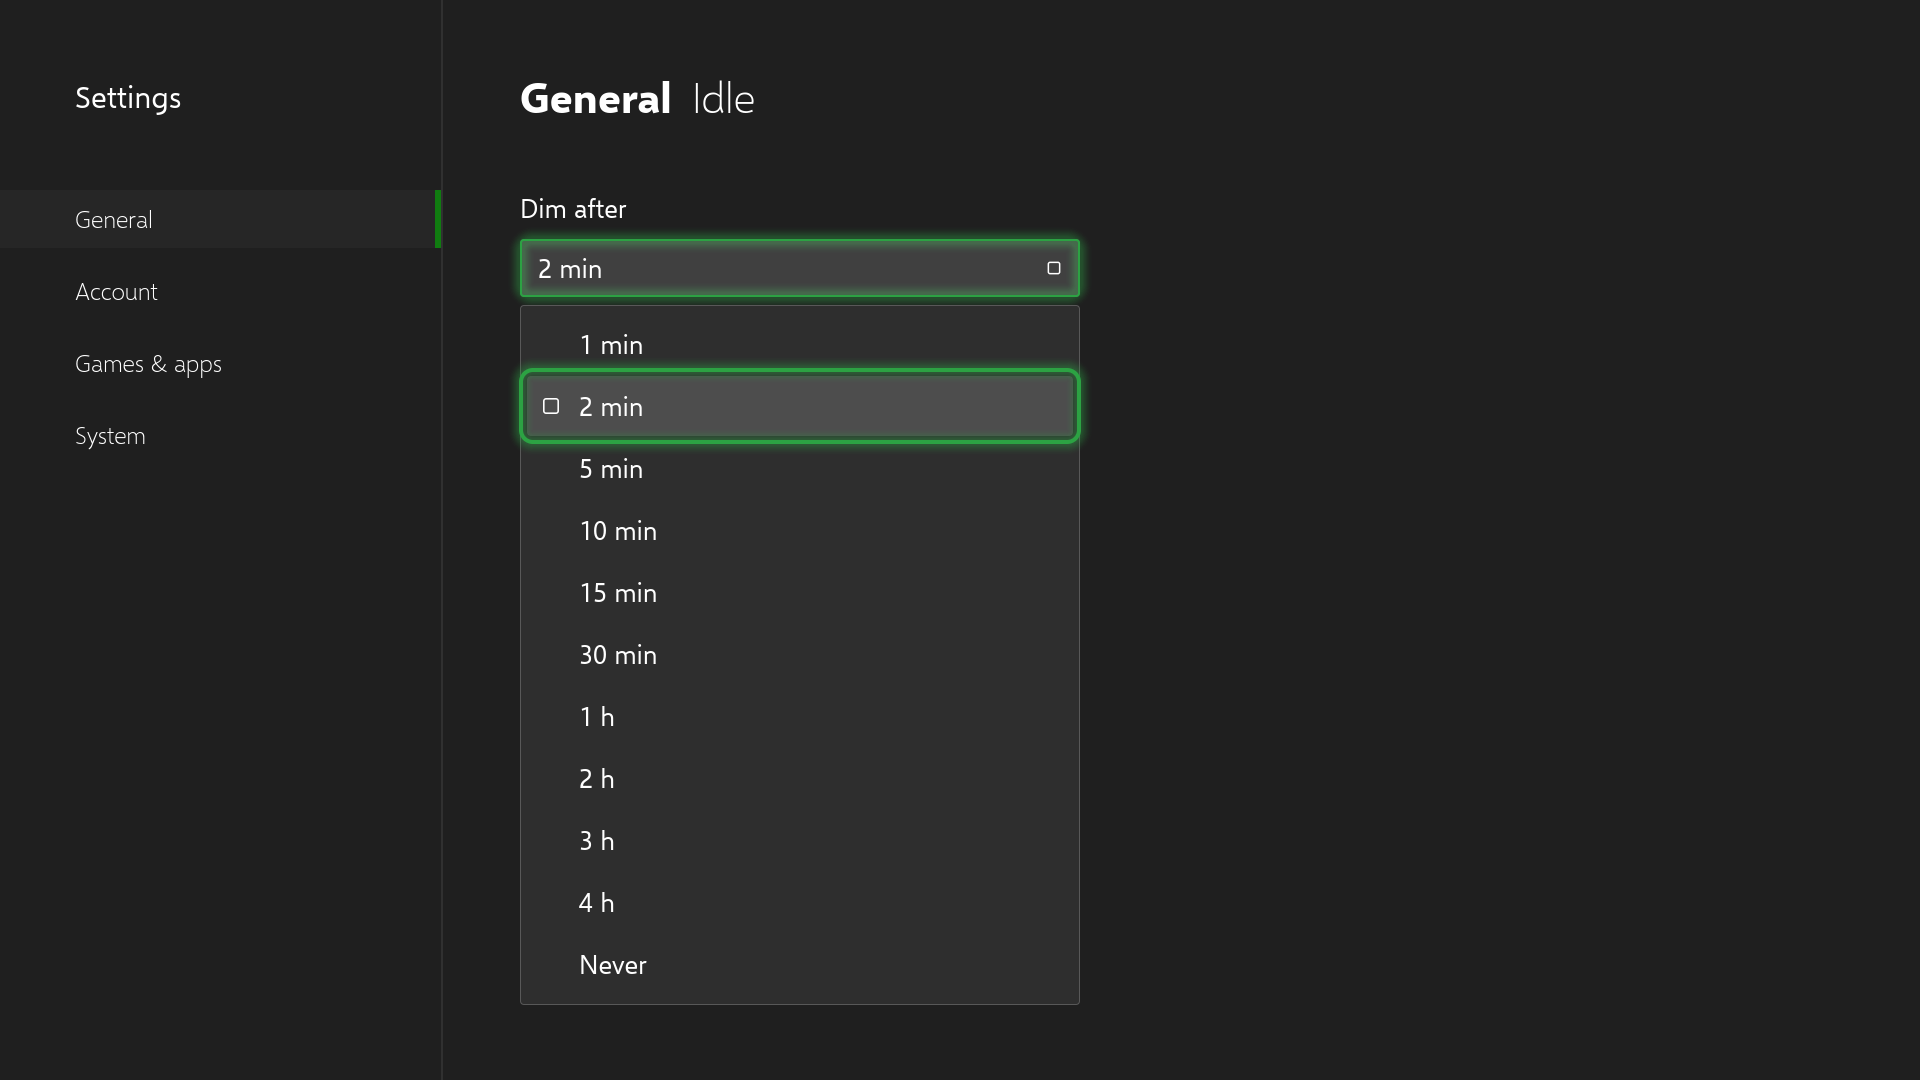 Settings
General
Account
Games & apps
System
General Idle
Dim after
2 min
1 min
2 min
5 min
10 min
15 min
30 min
1 h
2 h
3 h
4 h
Never